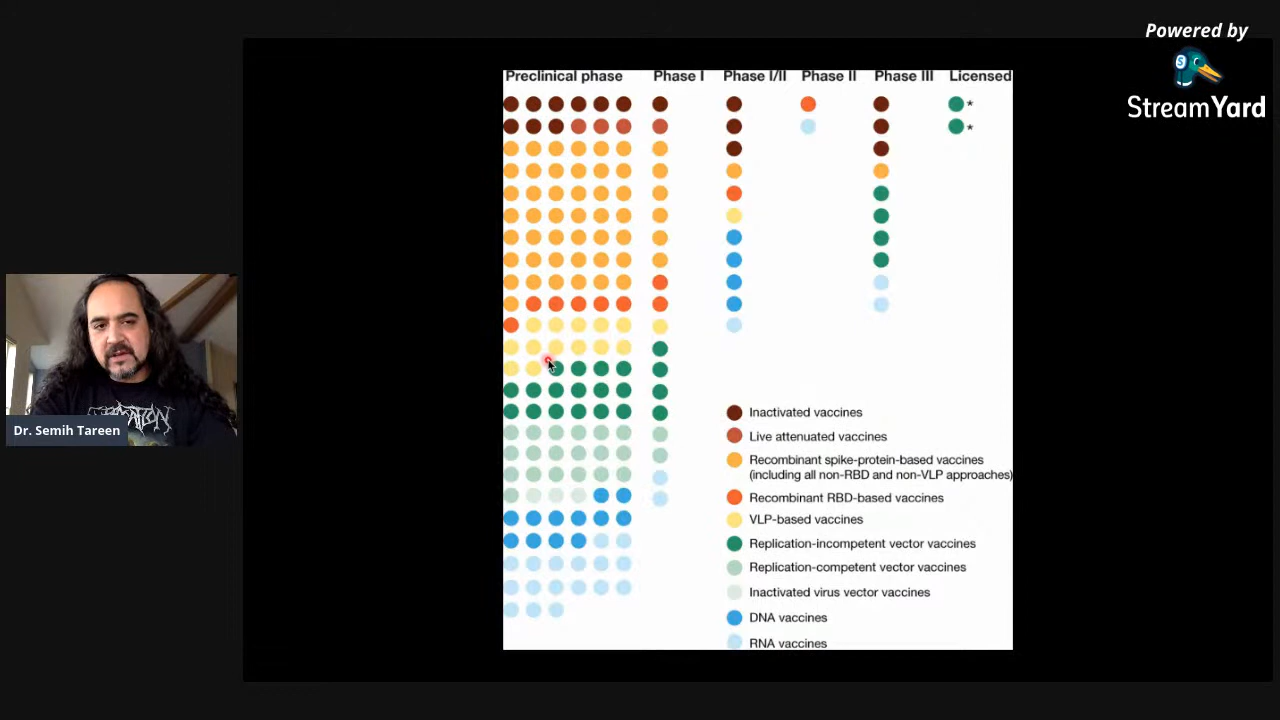 Powered by
StreamYard
Preclinical phase Phase I Phase I/II Phase II Phase III Licensed
*
*
Inactivated vaccines
Live attenuated vaccines
Recombinant spike-protein-based vaccines
(including all non-RBD and non-VLP approaches)
Recombinant RBD-based vaccines
VLP-based vaccines
Replication-incompetent vector vaccines
Replication-competent vector vaccines
Inactivated virus vector vaccines
DNA vaccines
RNA vaccines
Dr. Semih Tareen